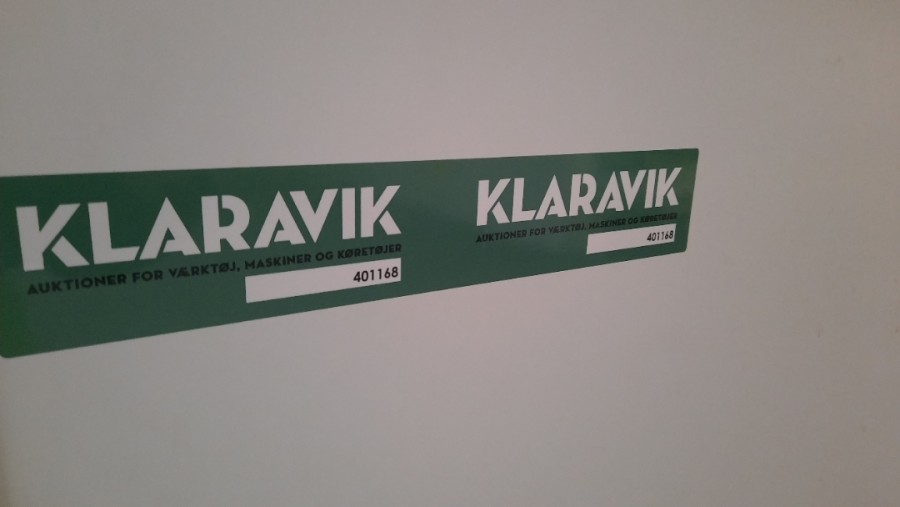 KLARAVIK
AUKTIONER FOR VÆRKTØJ, MASKINER OG KØRETØJER
401168
KLARAVIK
AUKTIONER FOR VÆRKTØJ, MASKINER OG KØRETØJER
401168